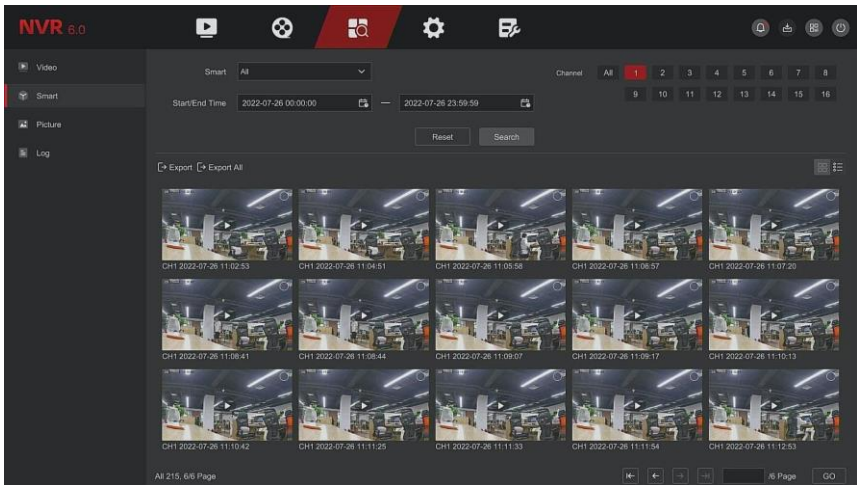 NVR 6.0
Video
Smart
Picture
Log
Smart All
Channel All 1 2 3 4 5 6 7 8
9 10 11 12 13 14 15 16
Start/End Time 2022-07-26 00:00:00 — 2022-07-26 23:59:59
Reset Search
Export Export All
CH1 2022-07-26 11:02:53 CH1 2022-07-26 11:04:51 CH1 2022-07-26 11:05:58 CH1 2022-07-26 11:06:57 CH1 2022-07-26 11:07:20
CH1 2022-07-26 11:08:41 CH1 2022-07-26 11:08:44 CH1 2022-07-26 11:09:07 CH1 2022-07-26 11:09:17 CH1 2022-07-26 11:10:13
CH1 2022-07-26 11:10:42 CH1 2022-07-26 11:11:25 CH1 2022-07-26 11:11:33 CH1 2022-07-26 11:11:54 CH1 2022-07-26 11:12:53
All 215, 6/6 Page /6 Page GO